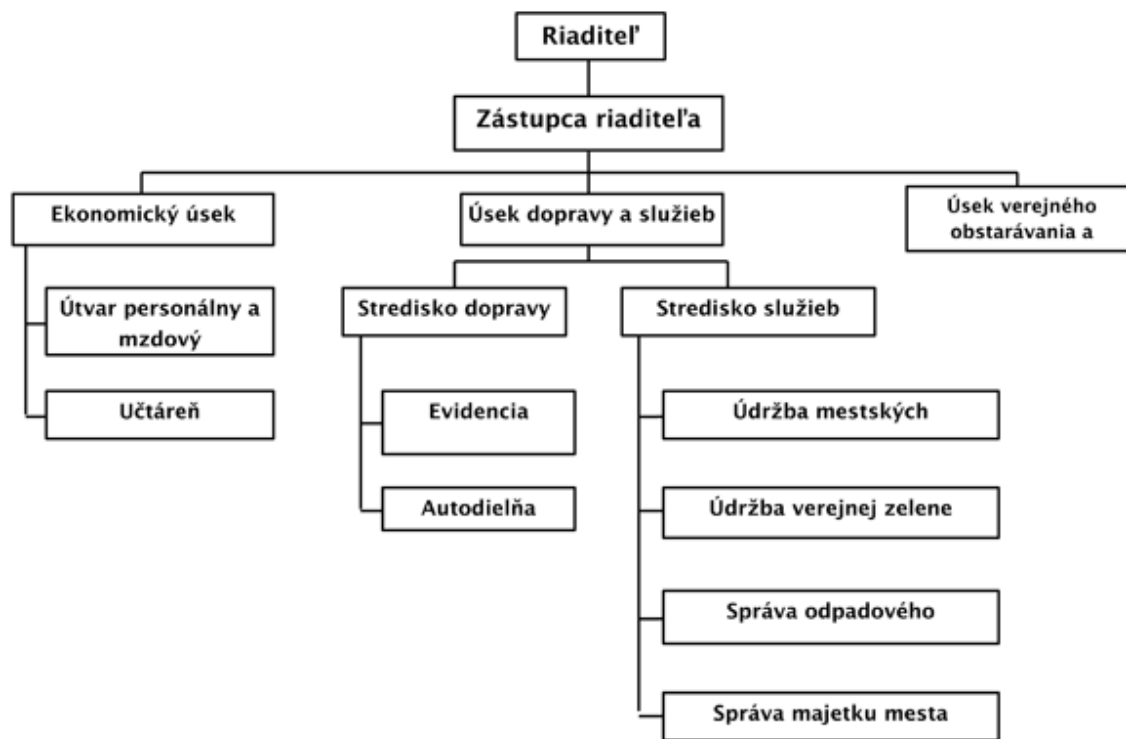 Riaditeľ
Zástupca riaditeľa
Ekonomický úsek
Úsek dopravy a služieb
Úsek verejného
obstarávania a
Útvar personálny a
mzdový
Stredisko dopravy
Stredisko služieb
Učtáreň
Evidencia
Údržba mestských
Autodielňa
Údržba verejnej zelene
Správa odpadového
Správa majetku mesta